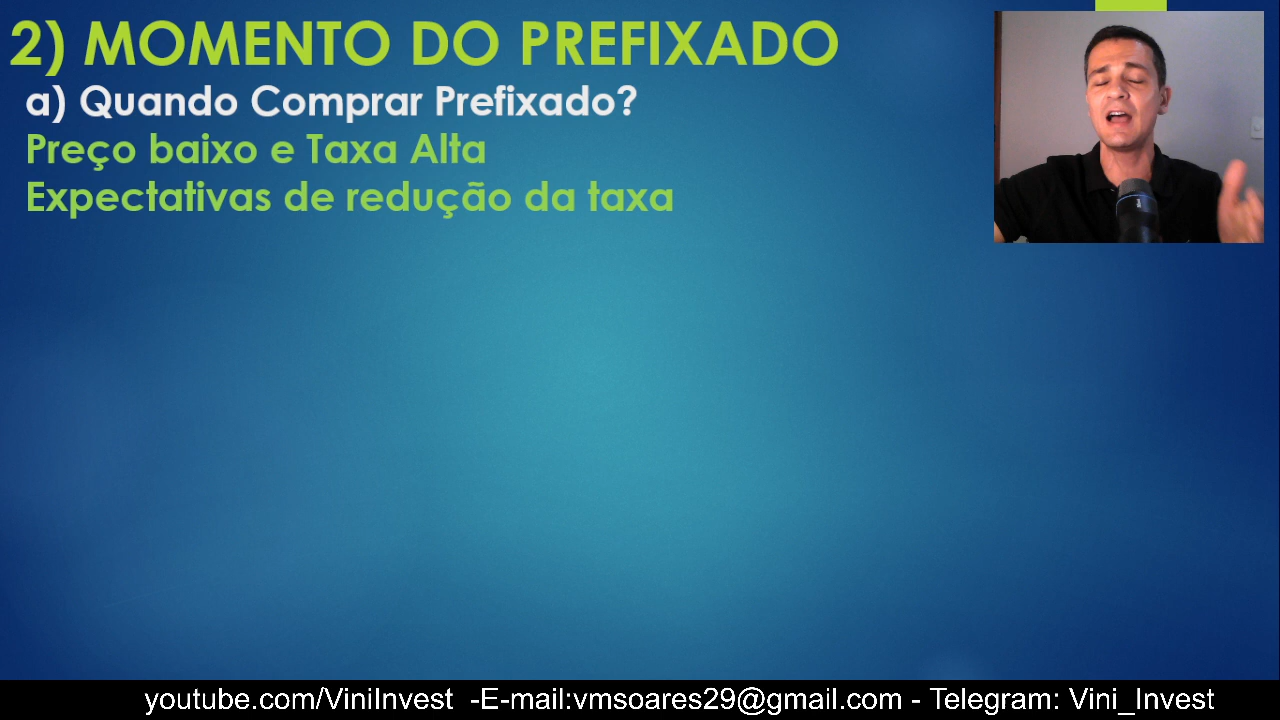 2) MOMENTO DO PREFIXADO
a) Quando Comprar Prefixado?
Preço baixo e Taxa Alta
Expectativas de redução da taxa
youtube.com/ViniInvest -E-mail:vmsoares29@gmail.com - Telegram: Vini_Invest